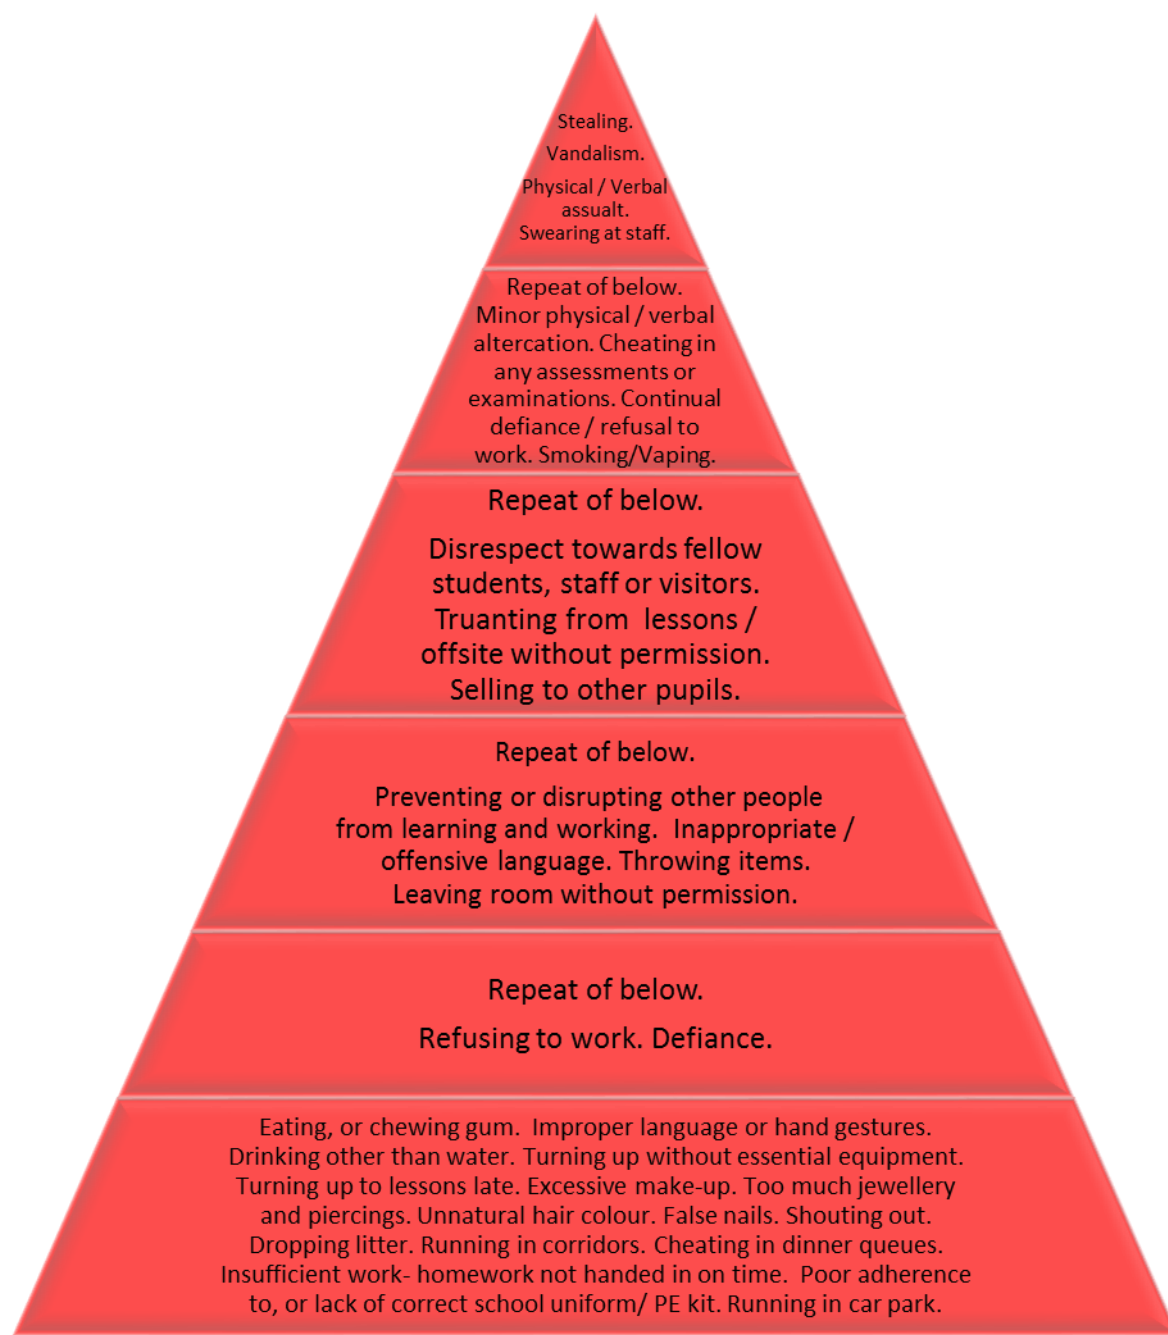 Stealing.
Vandalism.
Physical / Verbal
assualt.
Swearing at staff.
Repeat of below.
Minor physical / verbal
altercation. Cheating in
any assessments or
examinations. Continual
defiance / refusal to
work. Smoking/Vaping.
Repeat of below.
Disrespect towards fellow
students, staff or visitors.
Truanting from lessons /
offsite without permission.
Selling to other pupils.
Repeat of below.
Preventing or disrupting other people
from learning and working. Inappropriate /
offensive language. Throwing items.
Leaving room without permission.
Repeat of below.
Refusing to work. Defiance.
Eating, or chewing gum. Improper language or hand gestures.
Drinking other than water. Turning up without essential equipment.
Turning up to lessons late. Excessive make-up. Too much jewellery
and piercings. Unnatural hair colour. False nails. Shouting out.
Dropping litter. Running in corridors. Cheating in dinner queues.
Insufficient work- homework not handed in on time. Poor adherence
to, or lack of correct school uniform/ PE kit. Running in car park.